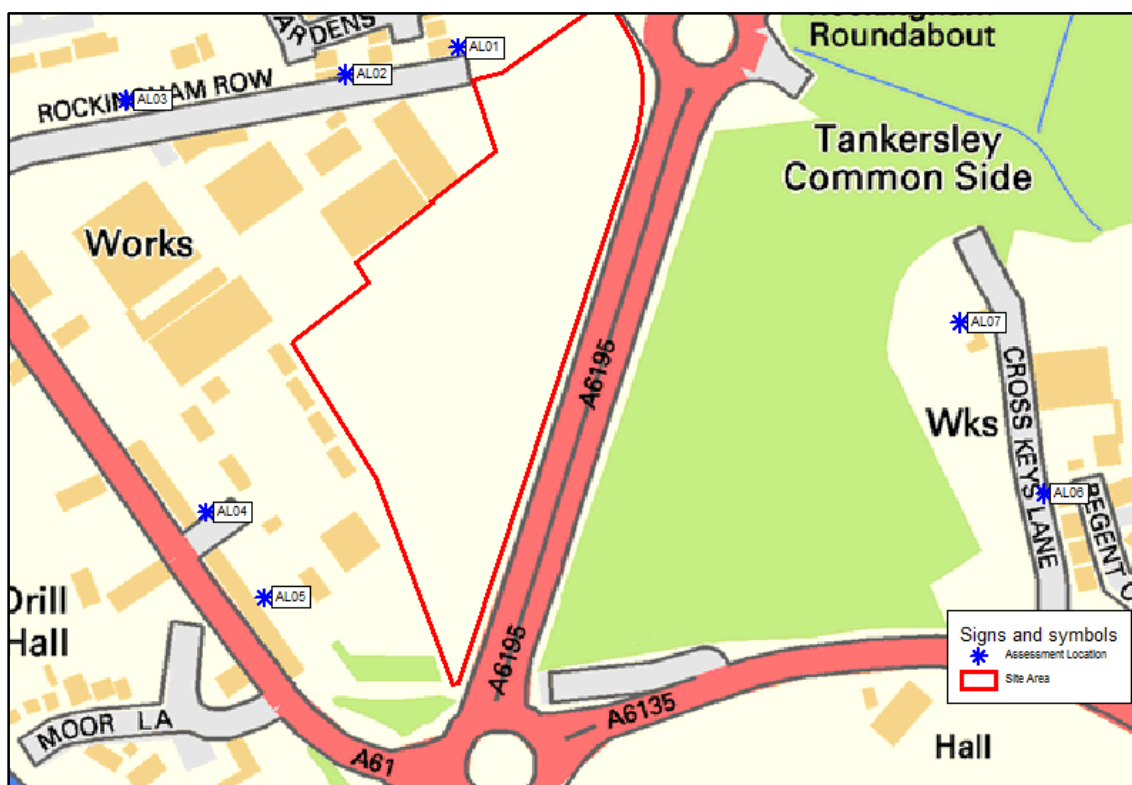 ARDENS
Roundabout
AL01
AL02
ROCKINGHAM ROW
AL03
Tankersley
Common Side
Works
A6195
AL07
CROSS KEYS LANE
Wks
AL06
REGENT
AL04
AL05
Drill
Hall
Signs and symbols
Assessment Location
Site Area
A6195
A6135
MOOR LA
A61
Hall